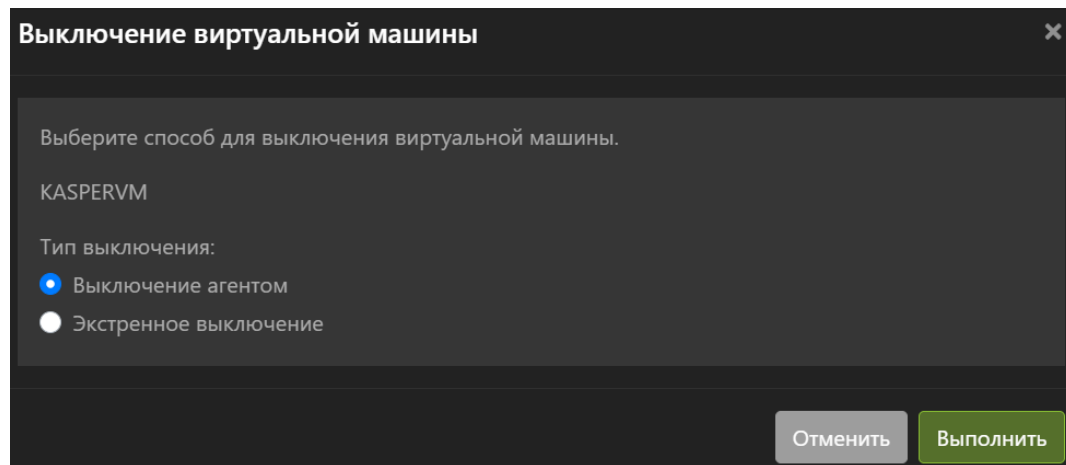 Выключение виртуальной машины
Выберите способ для выключения виртуальной машины.
KASPERVM
Тип выключения:
Выключение агентом
Экстренное выключение
Отменить
Выполнить